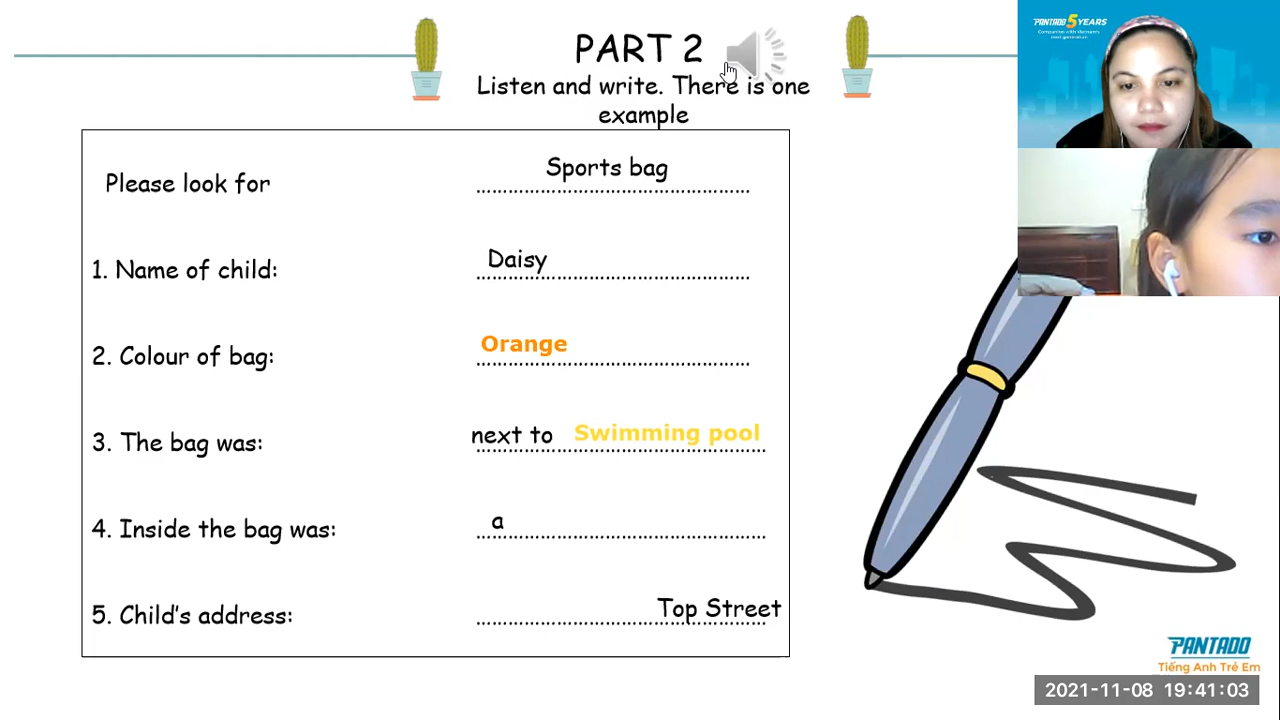 PART 2
Listen and write. There is one
example
Please look for Sports bag
1. Name of child: Daisy
2. Colour of bag: Orange
3. The bag was: next to Swimming pool
4. Inside the bag was: a
5. Child's address: Top Street
PANTADO 5 YEARS
PANTADO
Tiếng Anh Trẻ Em
2021-11-08 19:41:03